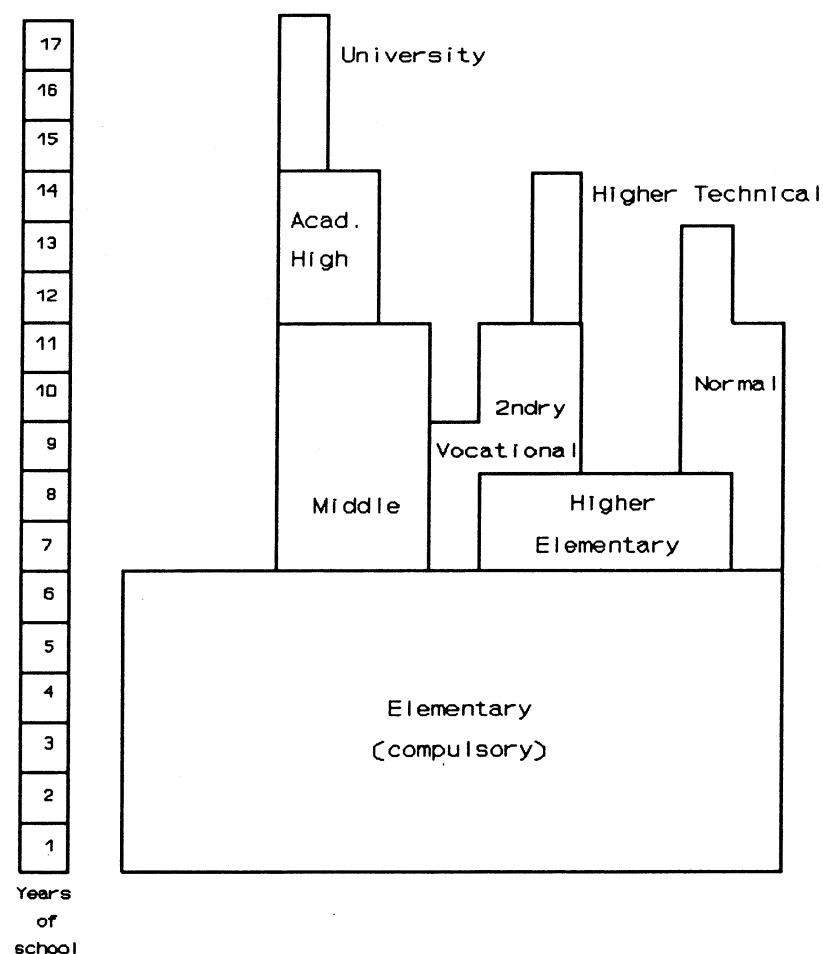 17
16
15
14
13
12
11
10
9
8
7
6
5
4
3
2
1
Years
of
school
University
Acad.
High
Higher Technical
Middle
2ndry
Vocational
Normal
Higher
Elementary
Elementary
(compulsory)